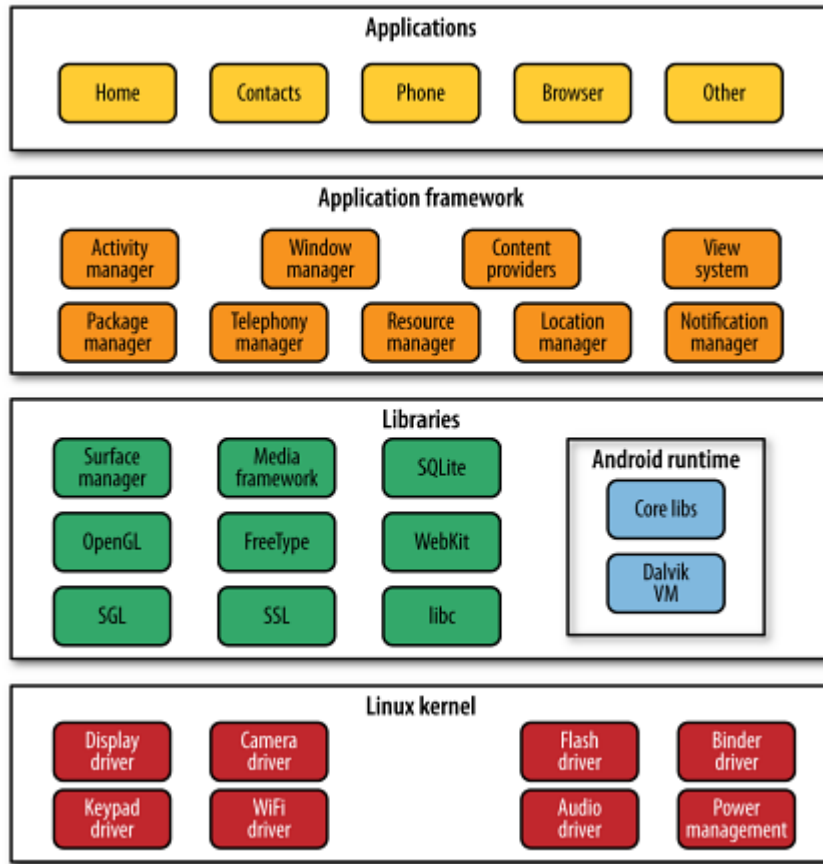 Applications
Home
Contacts
Phone
Browser
Other
Application framework
Activity
manager
Window
manager
Content
providers
View
system
Package
manager
Telephony
manager
Resource
manager
Location
manager
Notification
manager
Libraries
Surface
manager
Media
framework
SQLite
OpenGL
FreeType
WebKit
SGL
SSL
libc
Android runtime
Core libs
Dalvik
VM
Linux kernel
Display
driver
Camera
driver
Flash
driver
Binder
driver
Keypad
driver
WiFi
driver
Audio
driver
Power
management